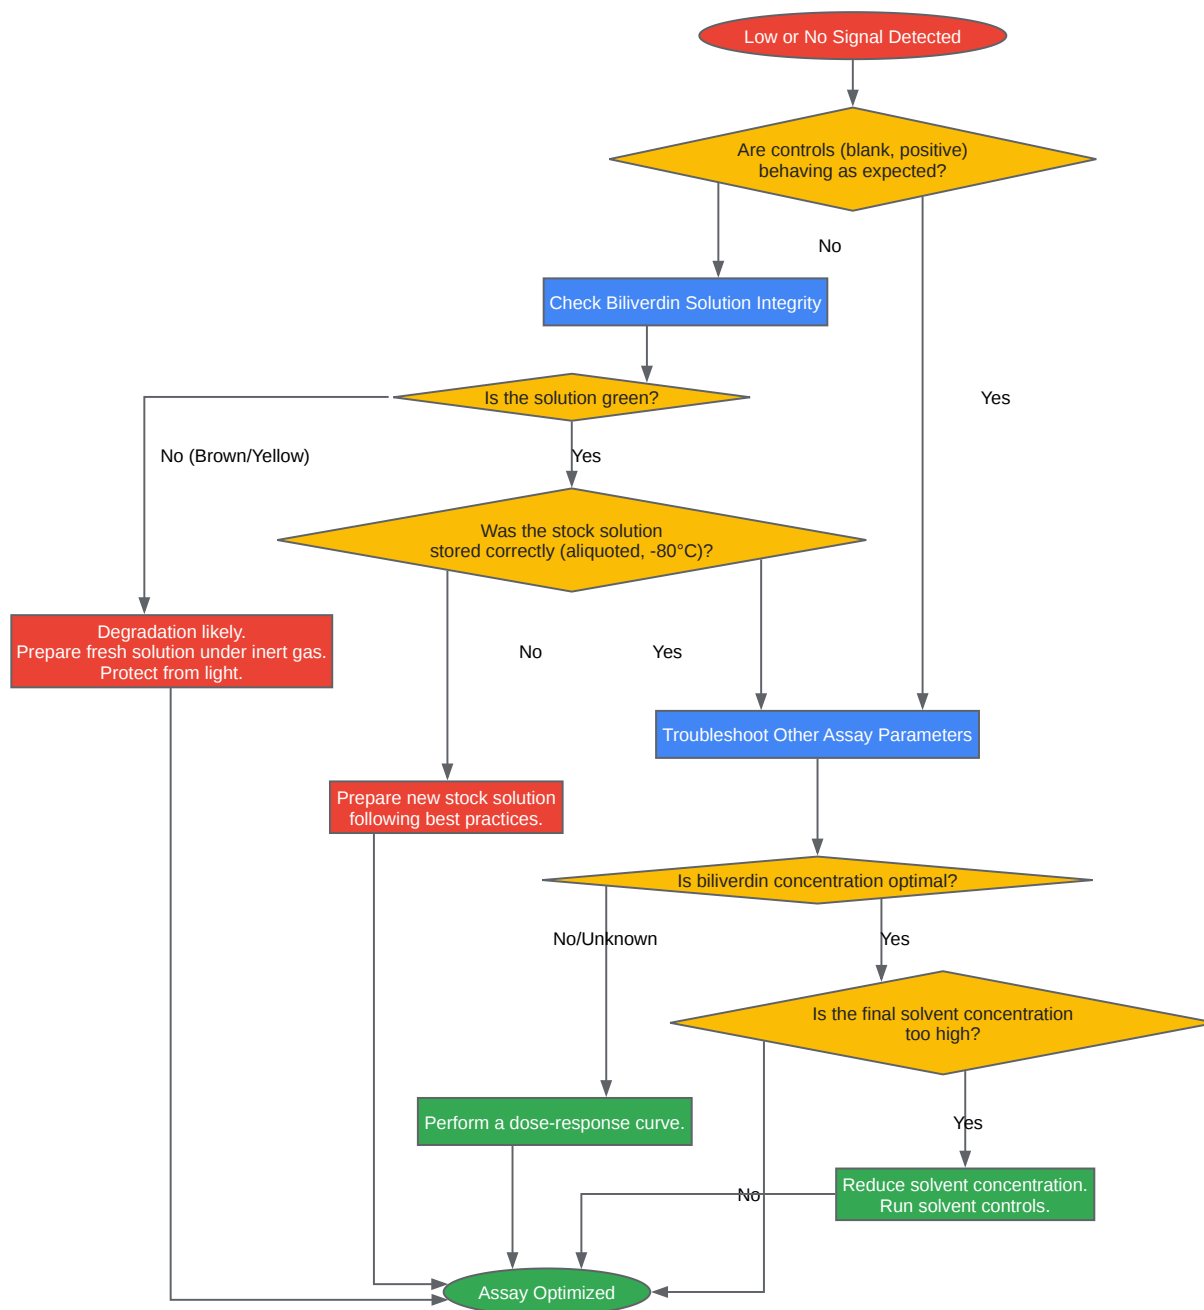 Low or No Signal Detected
Are controls (blank, positive)
behaving as expected?
No
Check Biliverdin Solution Integrity
Is the solution green?
Yes
No (Brown/Yellow)
Yes
Was the stock solution
stored correctly (aliquoted, -80°C)?
Degradation likely.
Prepare fresh solution under inert gas.
Protect from light.
No
Yes
Troubleshoot Other Assay Parameters
Prepare new stock solution
following best practices.
Is biliverdin concentration optimal?
No/Unknown
Yes
Is the final solvent concentration
too high?
Perform a dose-response curve.
Yes
Reduce solvent concentration.
Run solvent controls.
No
Assay Optimized